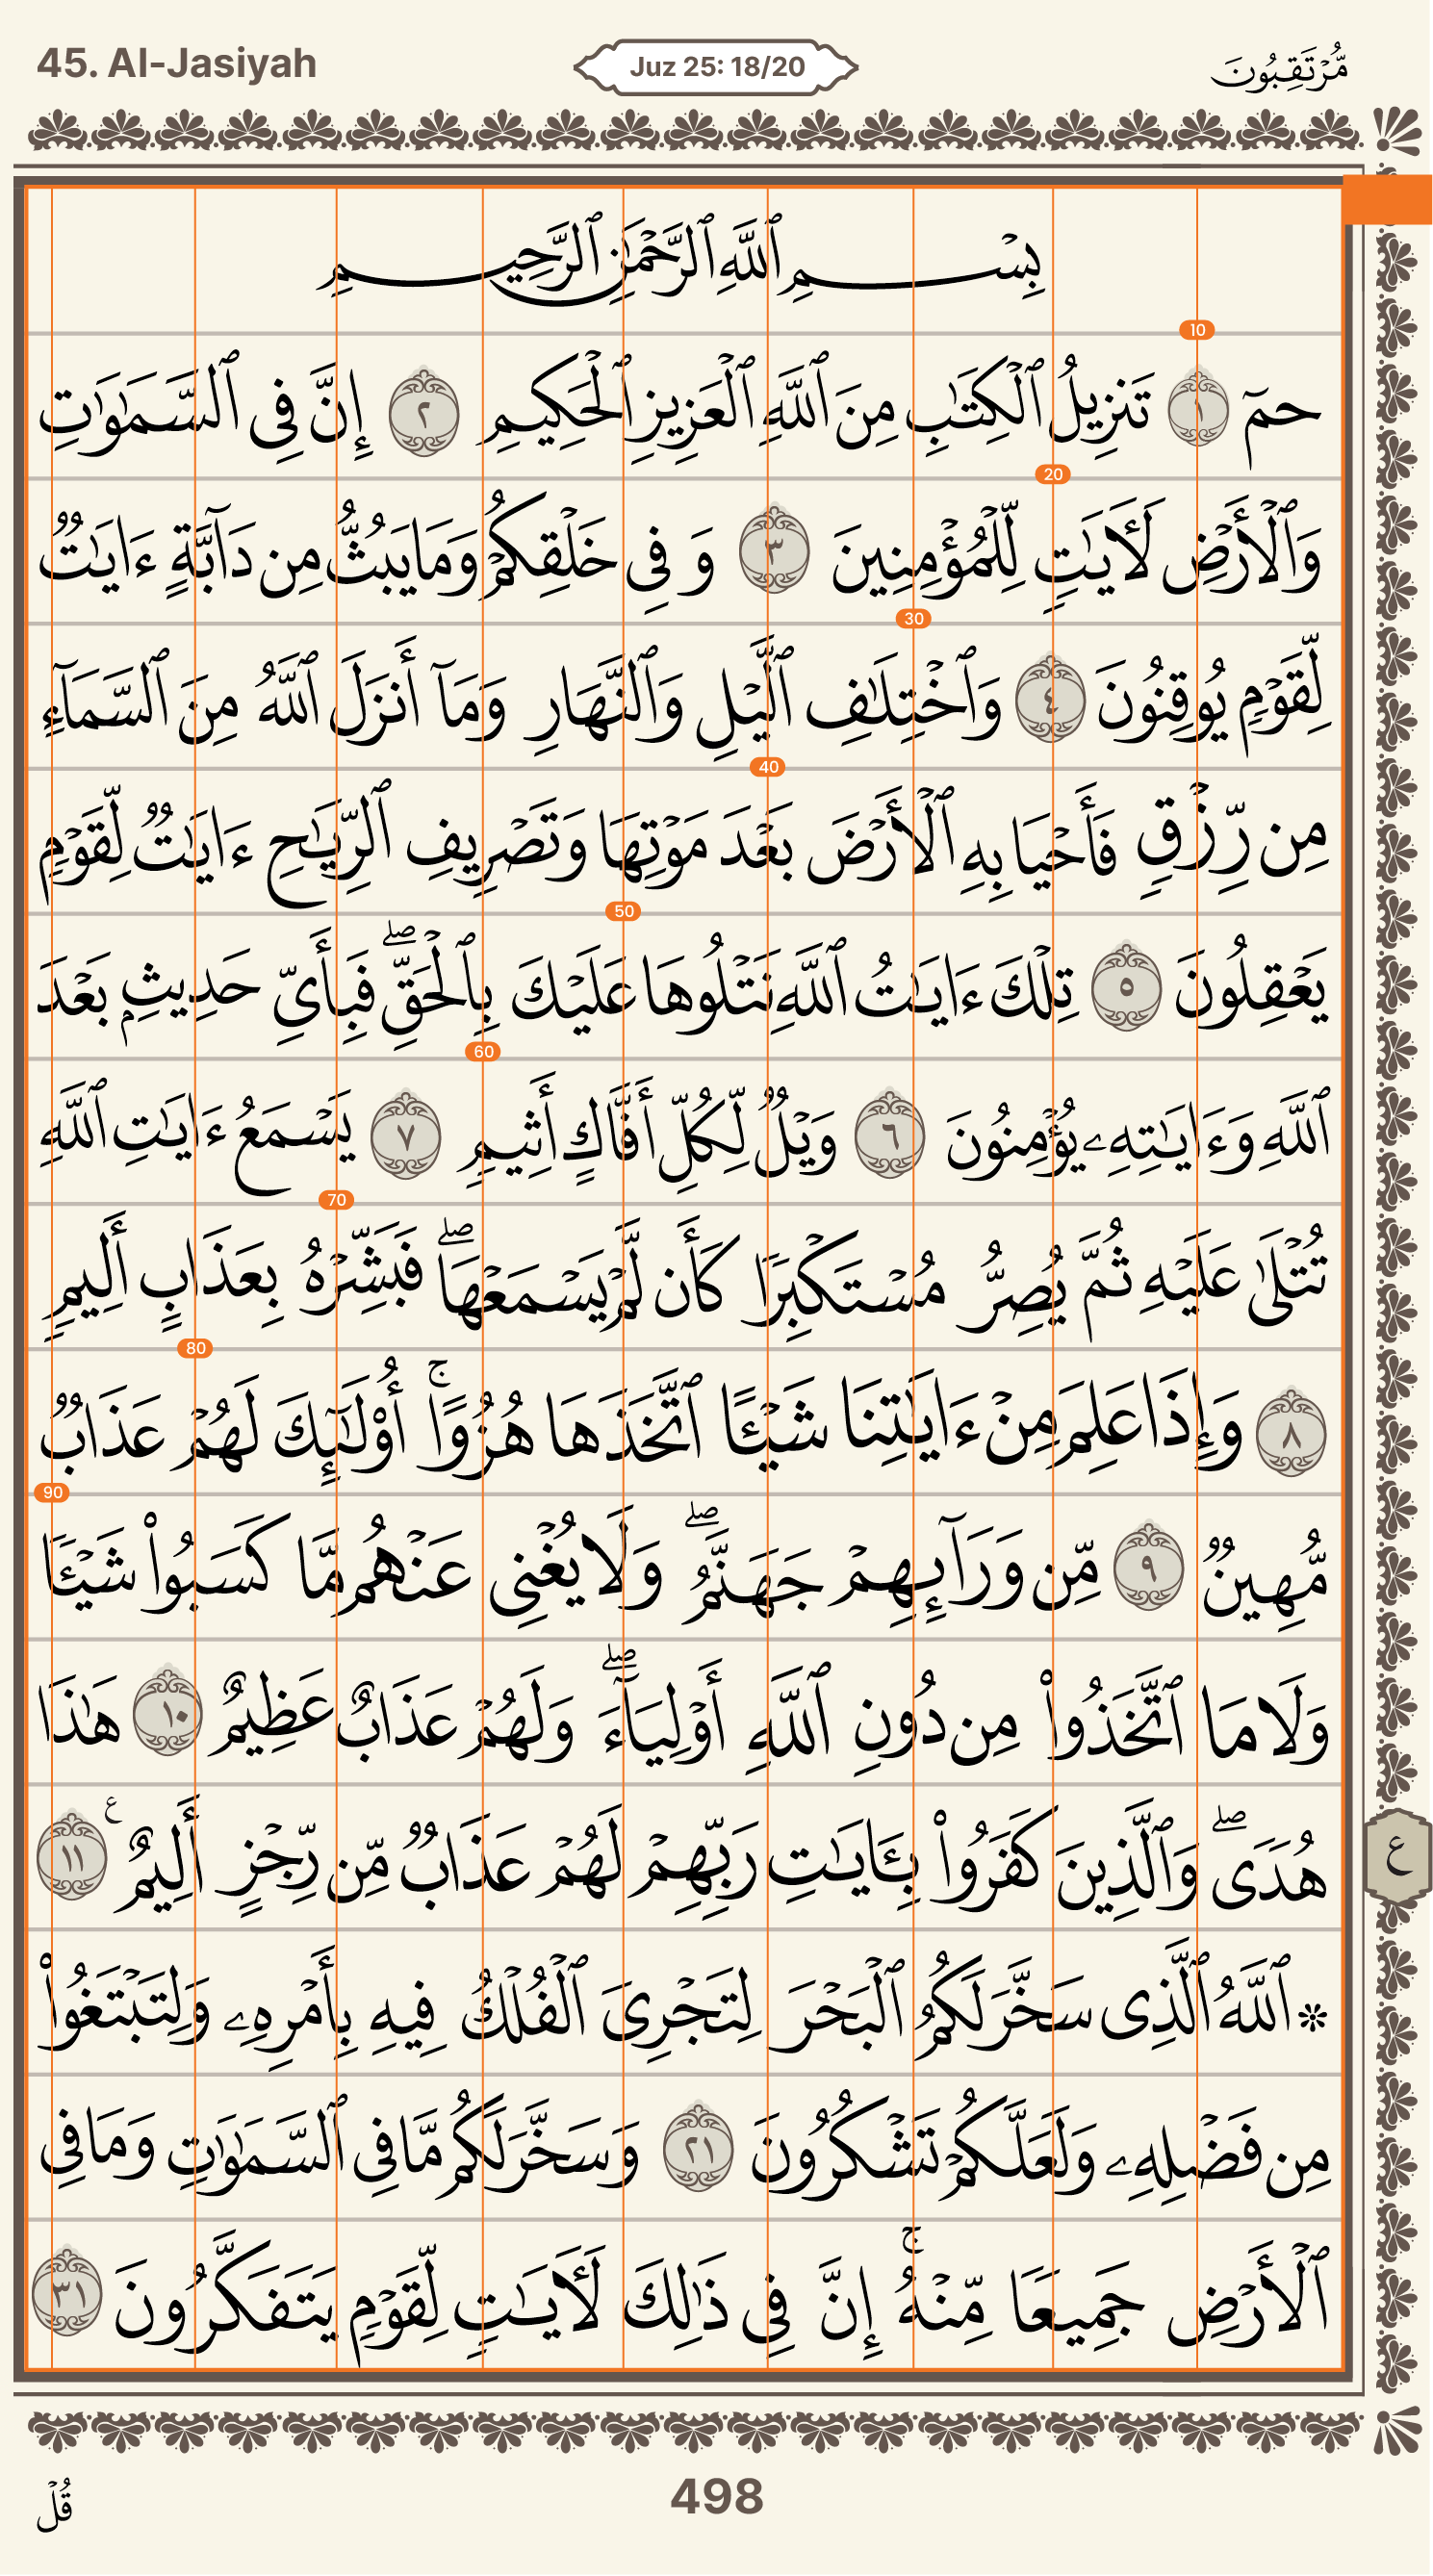 45. Al-Jasiyah
Juz 25: 18/20
مُّرۡتَقِبُونَ
بِسۡمِ ٱللَّهِ ٱلرَّحۡمَٰنِ ٱلرَّحِيمِ
10
حمٓ ١ تَنزِيلُ ٱلۡكِتَٰبِ مِنَ ٱللَّهِ ٱلۡعَزِيزِ ٱلۡحَكِيمِ ٢ إِنَّ فِى ٱلسَّمَٰوَٰتِ
20
وَٱلۡأَرۡضِ لَأٓيَٰتٍ لِّلۡمُؤۡمِنِينَ ٣ وَفِى خَلۡقِكُمۡ وَمَا يَبُثُّ مِن دَآبَّةٍ ءَايَٰتٌ
30
لِّقَوۡمٍ يُوقِنُونَ ٤ وَٱخۡتِلَٰفِ ٱلَّيۡلِ وَٱلنَّهَارِ وَمَآ أَنزَلَ ٱللَّهُ مِنَ ٱلسَّمَآءِ
40
مِن رِّزۡقٍ فَأَحۡيَا بِهِ ٱلۡأَرۡضَ بَعۡدَ مَوۡتِهَا وَتَصۡرِيفِ ٱلرِّيَٰحِ ءَايَٰتٌ لِّقَوۡمٍ
50
يَعۡقِلُونَ ٥ تِلۡكَ ءَايَٰتُ ٱللَّهِ نَتۡلُوهَا عَلَيۡكَ بِٱلۡحَقِّۖ فَبِأَىِّ حَدِيثٍ بَعۡدَ
60
ٱللَّهِ وَءَايَٰتِهِۦ يُؤۡمِنُونَ ٦ وَيۡلٌ لِّكُلِّ أَفَّاكٍ أَثِيمٍ ٧ يَسۡمَعُ ءَايَٰتِ ٱللَّهِ
70
تُتۡلَىٰ عَلَيۡهِ ثُمَّ يُصِرُّ مُسۡتَكۡبِرًا كَأَن لَّمۡ يَسۡمَعۡهَاۖ فَبَشِّرۡهُ بِعَذَابٍ أَلِيمٍ
80
٨ وَإِذَا عَلِمَ مِنۡ ءَايَٰتِنَا شَيۡـًٔا ٱتَّخَذَهَا هُزُوًاۚ أُوْلَٰٓئِكَ لَهُمۡ عَذَابٌ
90
مُّهِينٌ ٩ مِّن وَرَآئِهِمۡ جَهَنَّمُۖ وَلَا يُغۡنِى عَنۡهُم مَّا كَسَبُواْ شَيۡـًٔا
وَلَا مَا ٱتَّخَذُواْ مِن دُونِ ٱللَّهِ أَوۡلِيَآءَۖ وَلَهُمۡ عَذَابٌ عَظِيمٌ ١٠ هَٰذَا
هُدًىۖ وَٱلَّذِينَ كَفَرُواْ بِـَٔايَٰتِ رَبِّهِمۡ لَهُمۡ عَذَابٌ مِّن رِّجۡزٍ أَلِيمٌ ع ١١
ع
۞ ٱللَّهُ ٱلَّذِى سَخَّرَ لَكُمُ ٱلۡبَحۡرَ لِتَجۡرِىَ ٱلۡفُلۡكُ فِيهِ بِأَمۡرِهِۦ وَلِتَبۡتَغُواْ
مِن فَضۡلِهِۦ وَلَعَلَّكُمۡ تَشۡكُرُونَ ٢١ وَسَخَّرَ لَكُم مَّا فِى ٱلسَّمَٰوَٰتِ وَمَا فِى
ٱلۡأَرۡضِ جَمِيعًا مِّنۡهُۚ إِنَّ فِى ذَٰلِكَ لَأٓيَٰتٍ لِّقَوۡمٍ يَتَفَكَّرُونَ ٣١
قُلۡ
498